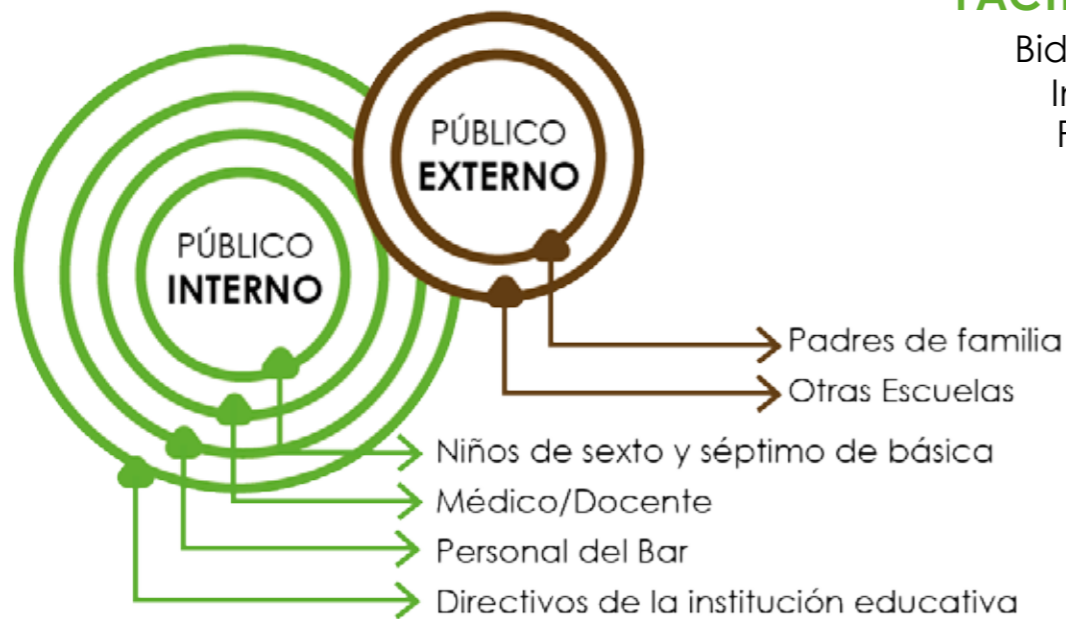 PÚBLICO
EXTERNO
PÚBLICO
INTERNO
Padres de familia
Otras Escuelas
Niños de sexto y séptimo de básica
Médico/Docente
Personal del Bar
Directivos de la institución educativa